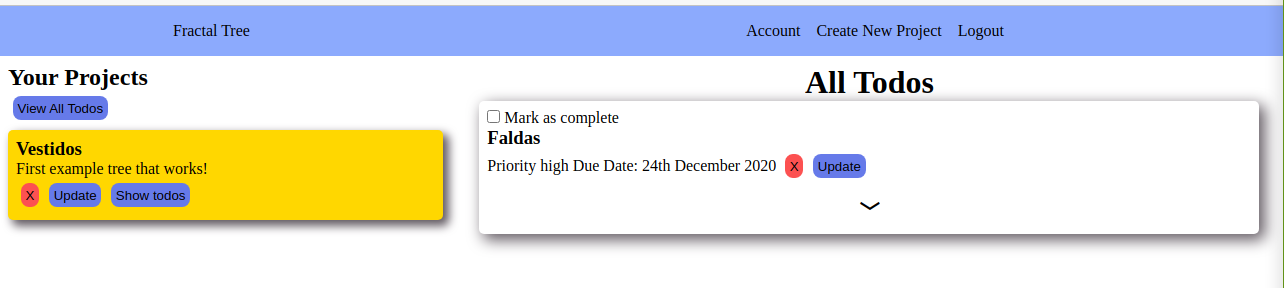 Fractal Tree
Account Create New Project Logout
Your Projects
View All Todos
Vestidos
First example tree that works!
X Update Show todos
All Todos
Mark as complete
Faldas
Priority high Due Date: 24th December 2020 X Update